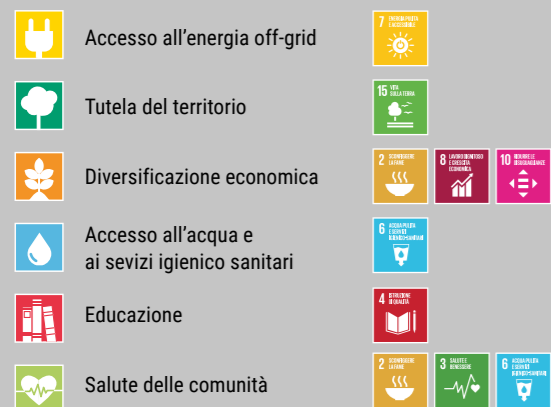 Accesso all'energia off-grid
7 ENERGIA PULITA
E ACCESSIBILE
Tutela del territorio
15 VITA
SULLA TERRA
Diversificazione economica
2 SCONFIGGERE
LA FAME
8 LAVORO DIGNITOSO
E CRESCITA
ECONOMICA
10 RIDURRE LE
DISUGUAGLIANZE
Accesso all'acqua e
ai sevizi igienico sanitari
6 ACQUA PULITA
E SERVIZI
IGIENICO-SANITARI
Educazione
4 ISTRUZIONE
DI QUALITÀ
Salute delle comunità
2 SCONFIGGERE
LA FAME
3 SALUTE E
BENESSERE
6 ACQUA PULITA
E SERVIZI
IGIENICO-SANITARI